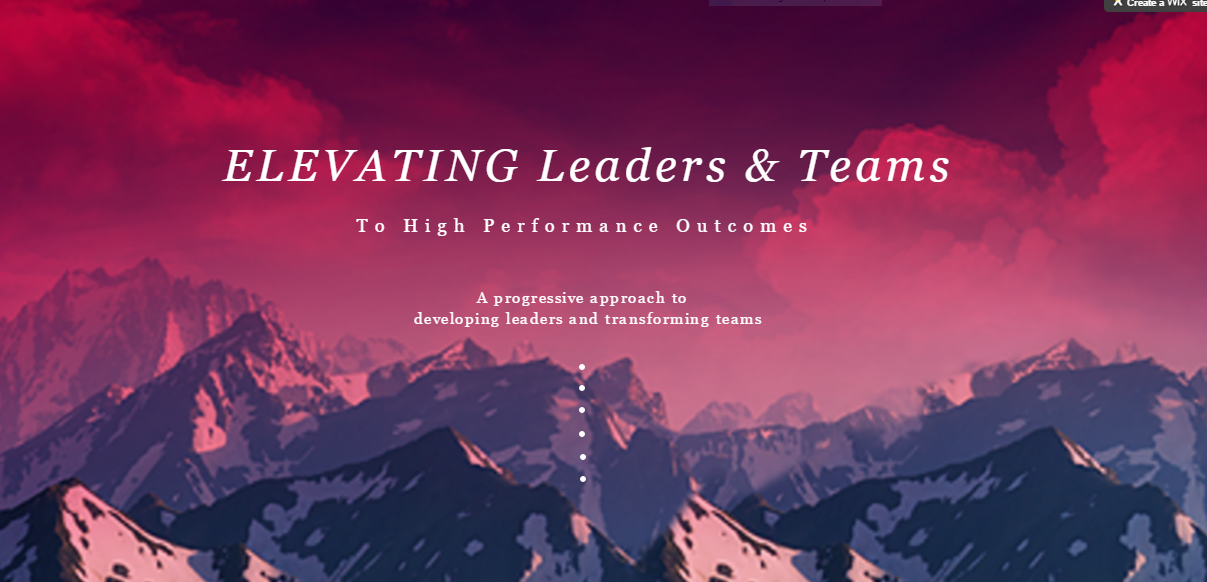 Create a WiX site
ELEVATING Leaders & Teams
To High Performance Outcomes
A progressive approach to
developing leaders and transforming teams